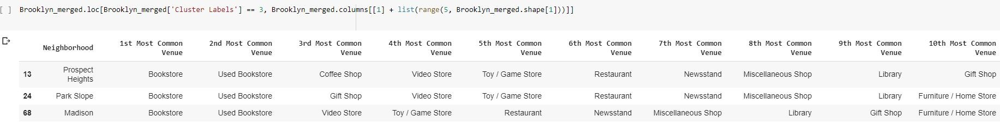 [ ] Brooklyn_merged.loc[Brooklyn_merged['Cluster Labels'] == 3, Brooklyn_merged.columns[[1] + list(range(5, Brooklyn_merged.shape[1]))]]
Neighborhood 1st Most Common Venue 2nd Most Common Venue 3rd Most Common Venue 4th Most Common Venue 5th Most Common Venue 6th Most Common Venue 7th Most Common Venue 8th Most Common Venue 9th Most Common Venue 10th Most Common Venue
13 Prospect Heights Bookstore Used Bookstore Coffee Shop Video Store Toy / Game Store Restaurant Newsstand Miscellaneous Shop Library Gift Shop
24 Park Slope Bookstore Used Bookstore Gift Shop Video Store Toy / Game Store Restaurant Newsstand Miscellaneous Shop Library Furniture / Home Store
68 Madison Bookstore Used Bookstore Video Store Toy / Game Store Restaurant Newsstand Miscellaneous Shop Library Gift Shop Furniture / Home Store